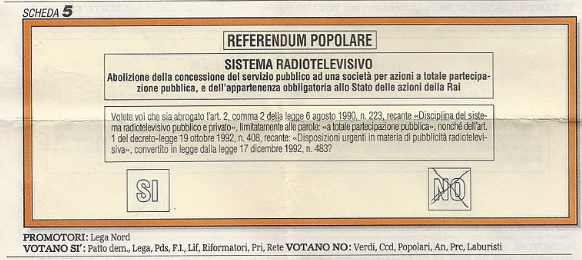 SCHEDA 5
REFERENDUM POPOLARE
SISTEMA RADIOTELEVISIVO
Abolizione della concessione del servizio pubblico ad una società per azioni a totale partecipa-
zione pubblica, e dell'appartenenza obbligatoria allo Stato delle azioni della Rai
Volete voi che sia abrogato l'art. 2, comma 2 della legge 6 agosto 1990, n. 223, recante «Disciplina del siste-
ma radiotelevisivo pubblico e privato», limitatamente alle parole: «a totale partecipazione pubblica», nonché dell'art.
1 del decreto-legge 19 ottobre 1992, n. 408, recante: «Disposizioni urgenti in materia di pubblicità radiotelevi-
siva», convertito in legge dalla legge 17 dicembre 1992, n. 483?
SI
NO
PROMOTORI: Lega Nord
VOTANO SI': Patto dem., Lega, Pds, F.I., Lif, Riformatori, Pri, Rete VOTANO NO: Verdi, Ccd, Popolari, An, Prc, Laburisti